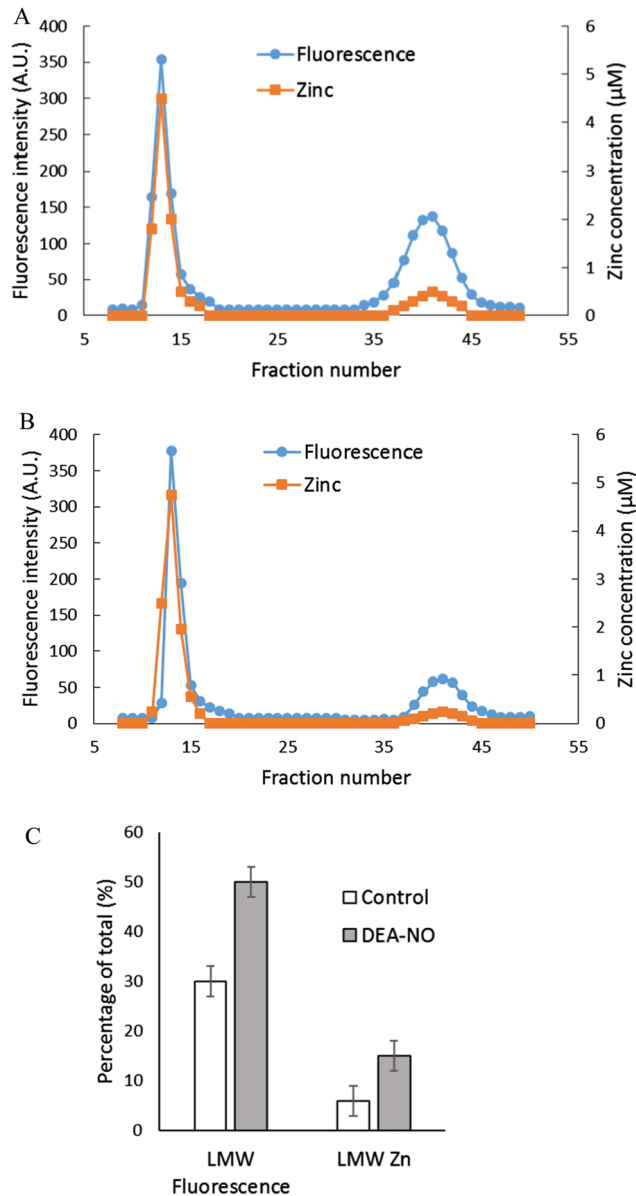 A
400
350
300
250
200
150
100
50
0
Fluorescence intensity (A.U.)
Fluorescence
Zinc
6
5
4
3
2
1
0
Zinc concentration (μM)
5 15 25 35 45 55
Fraction number
B
400
350
300
250
200
150
100
50
0
Fluorescence intensity (A.U.)
Fluorescence
Zinc
6
5
4
3
2
1
0
Zinc concentration (μM)
5 15 25 35 45 55
Fraction number
C
60
50
40
30
20
10
0
Percentage of total (%)
Control
DEA-NO
LMW Fluorescence
LMW Zn